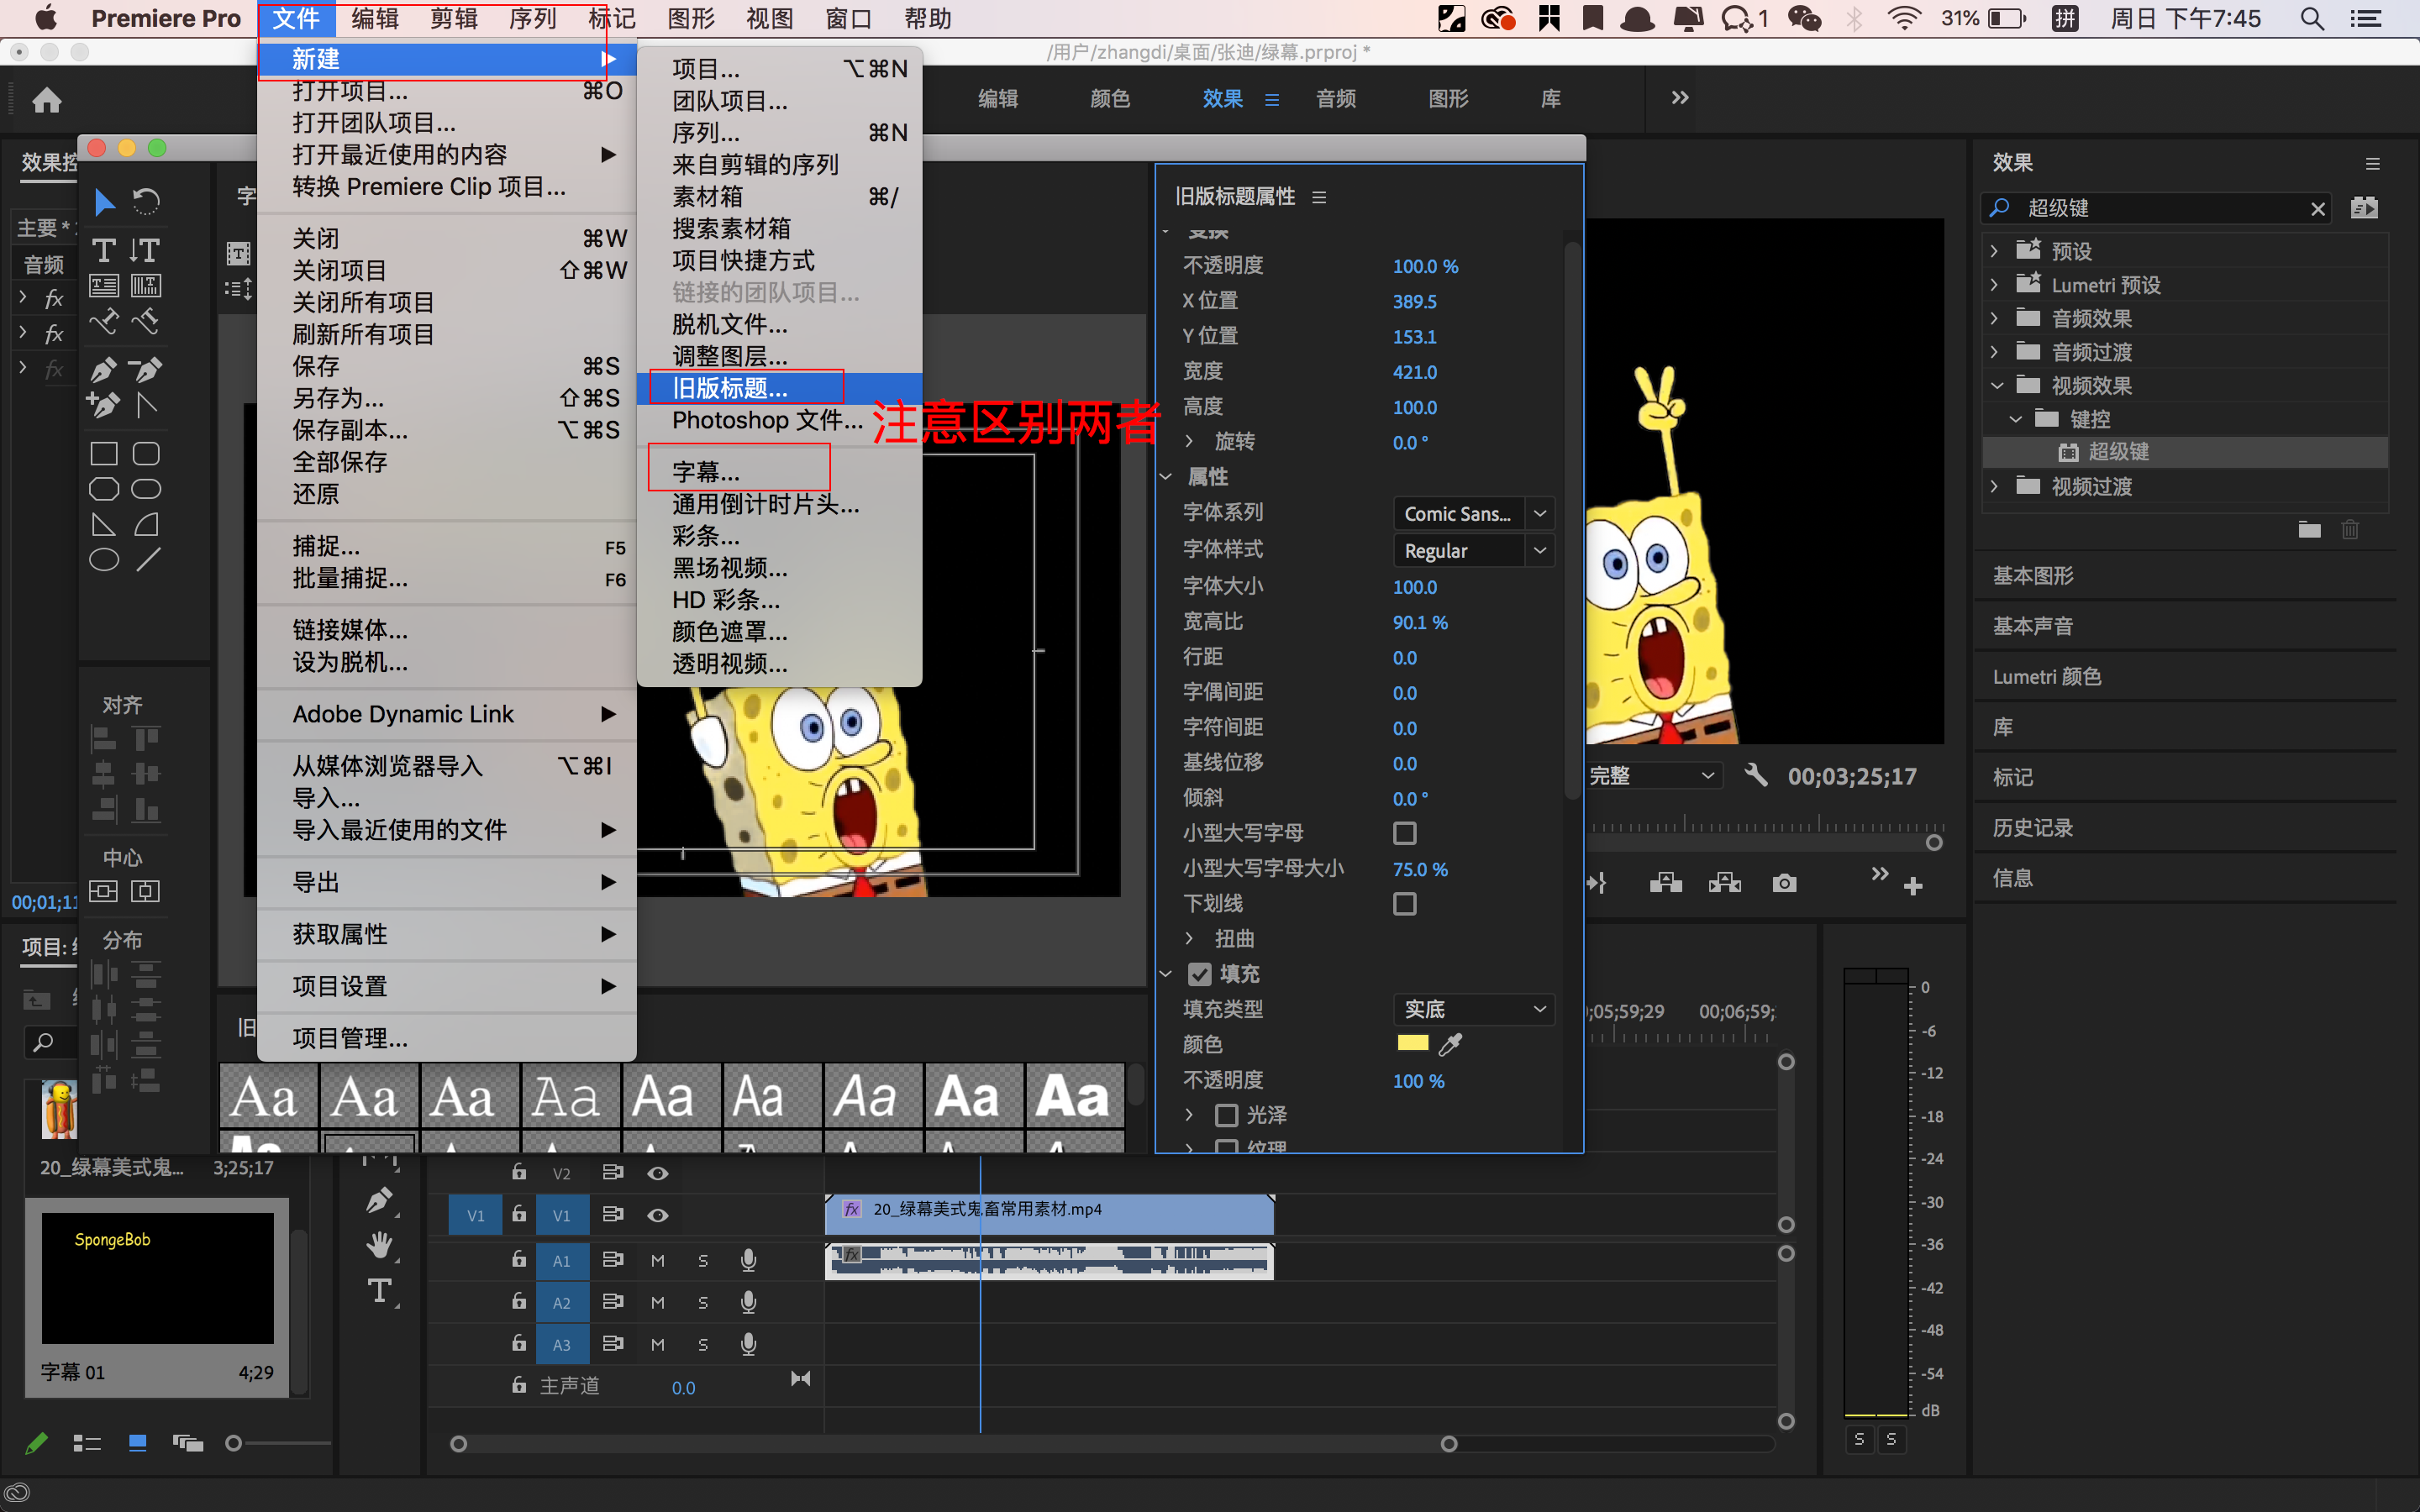 Premiere Pro 文件 编辑 剪辑 序列 标记 图形 视图 窗口 帮助 1 31% 拼 周日 下午7:45
/用户/zhangdi/桌面/张迪/绿幕.prproj *
编辑 颜色 效果 音频 图形 库
新建
打开项目... ⌘O
打开团队项目...
打开最近使用的内容
转换 Premiere Clip 项目...
关闭 ⌘W
关闭项目 ⇧⌘W
关闭所有项目
刷新所有项目
保存 ⌘S
另存为... ⇧⌘S
保存副本... ⌥⌘S
全部保存
还原
捕捉... F5
批量捕捉... F6
链接媒体...
设为脱机...
Adobe Dynamic Link
从媒体浏览器导入 ⌥⌘I
导入...
导入最近使用的文件
导出
获取属性
项目设置
项目管理...
项目... ⌥⌘N
团队项目...
序列... ⌘N
来自剪辑的序列
素材箱 ⌘/
搜索素材箱
项目快捷方式
链接的团队项目...
脱机文件...
调整图层...
旧版标题...
Photoshop 文件...
注意区别两者
字幕...
通用倒计时片头...
彩条...
黑场视频...
HD 彩条...
颜色遮罩...
透明视频...
效果控
主要 *
音频
fx
fx
fx
00;01;11
字
对齐
中心
分布
旧
旧版标题属性
变换
不透明度 100.0 %
X 位置 389.5
Y 位置 153.1
宽度 421.0
高度 100.0
旋转 0.0 °
属性
字体系列 Comic Sans...
字体样式 Regular
字体大小 100.0
宽高比 90.1 %
行距 0.0
字偶间距 0.0
字符间距 0.0
基线位移 0.0
倾斜 0.0 °
小型大写字母
小型大写字母大小 75.0 %
下划线
扭曲
填充
填充类型 实底
颜色
不透明度 100 %
光泽
纹理
Aa Aa Aa Aa Aa Aa Aa Aa Aa
完整 00;03;25;17
效果
超级键
预设
Lumetri 预设
音频效果
音频过渡
视频效果
键控
超级键
视频过渡
基本图形
基本声音
Lumetri 颜色
库
标记
历史记录
信息
项目:
20_绿幕美式鬼... 3;25;17
SpongeBob
字幕 01 4;29
;05;59;29 00;06;59;
V2
V1 V1 fx 20_绿幕美式鬼畜常用素材.mp4
A1 M S fx
A2 M S
A3 M S
主声道 0.0
0
-6
-12
-18
-24
-30
-36
-42
-48
-54
dB
S S